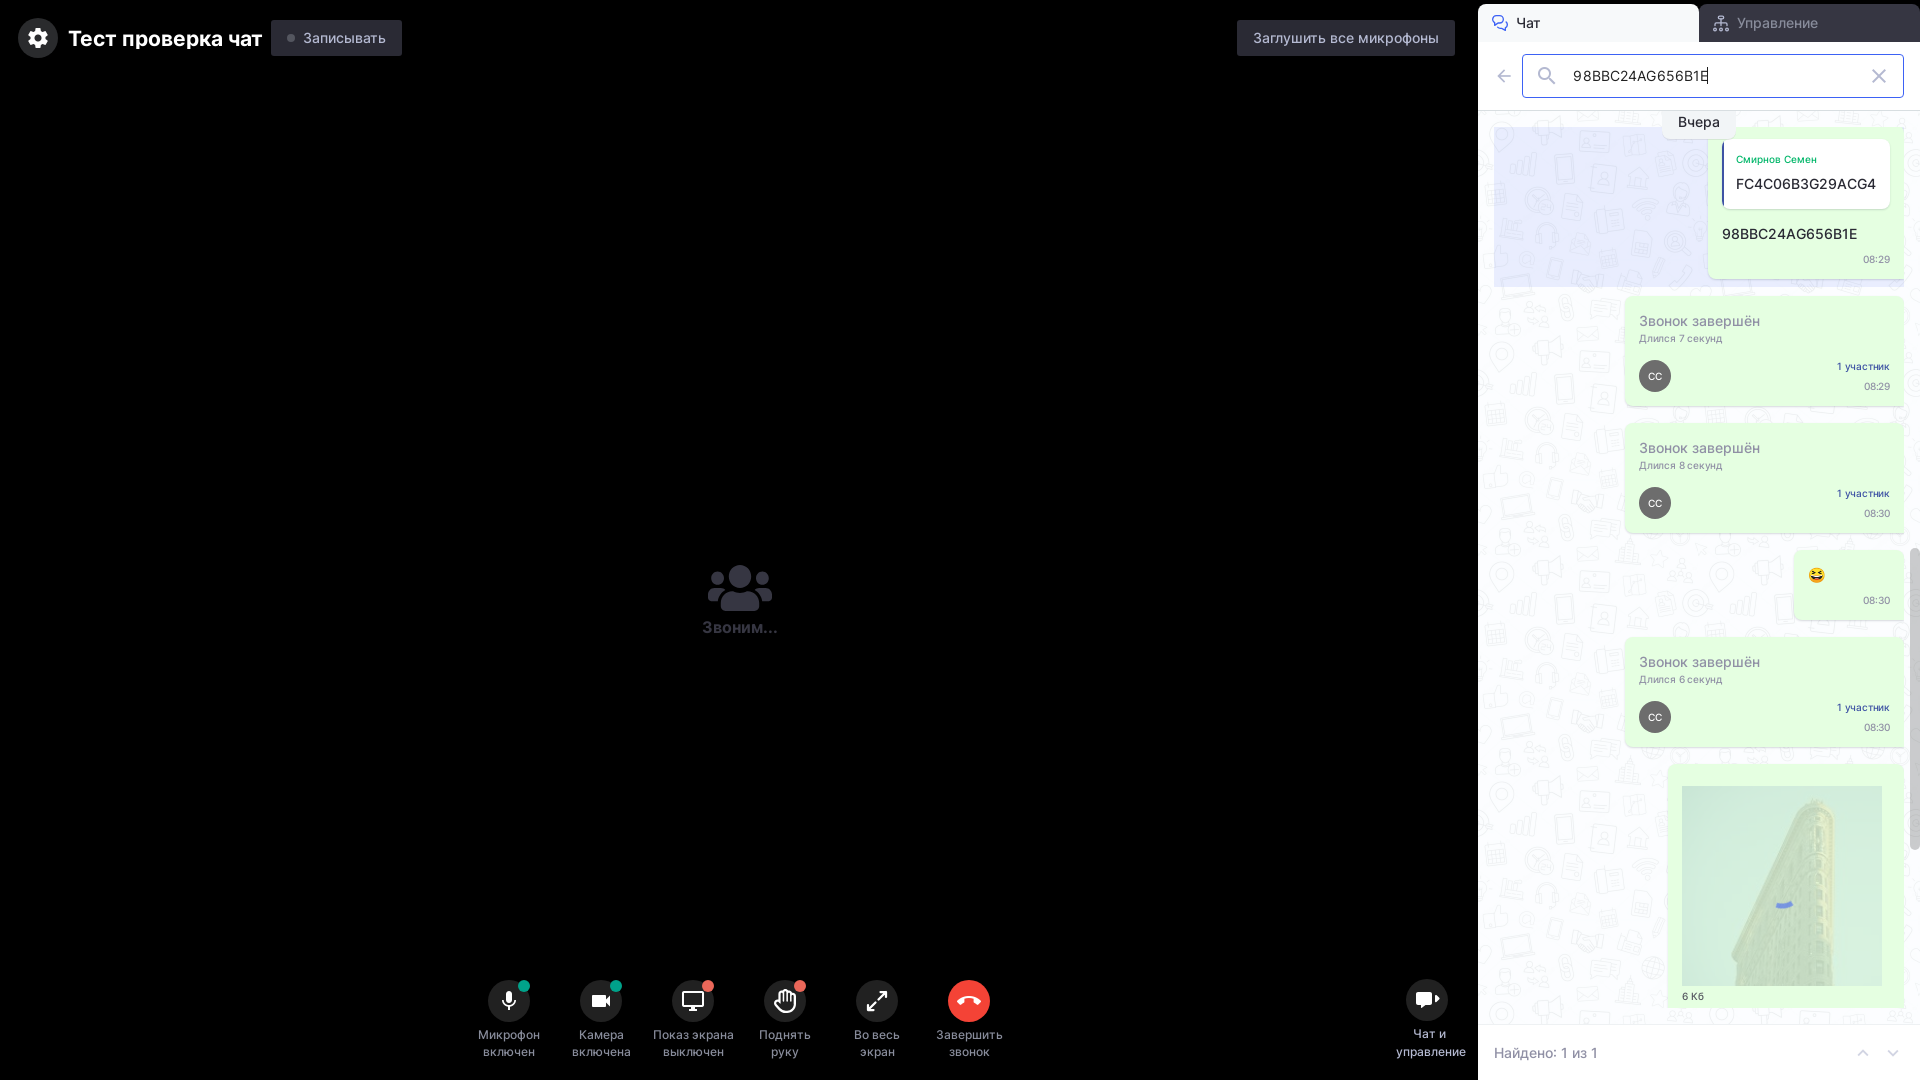 Тест проверка чат
Записывать
Заглушить все микрофоны
Чат
Управление
98BBC24AG656B1E
Вчера
Смирнов Семен
FC4C06B3G29ACG4
98BBC24AG656B1E
08:29
Звонок завершён
Длился 7 секунд
СС
1 участник
08:29
Звонок завершён
Длился 8 секунд
СС
1 участник
08:30
08:30
Звонок завершён
Длился 6 секунд
СС
1 участник
08:30
6 Кб
Звоним...
Микрофон
включен
Камера
включена
Показ экрана
выключен
Поднять
руку
Во весь
экран
Завершить
звонок
Чат и
управление
Найдено: 1 из 1